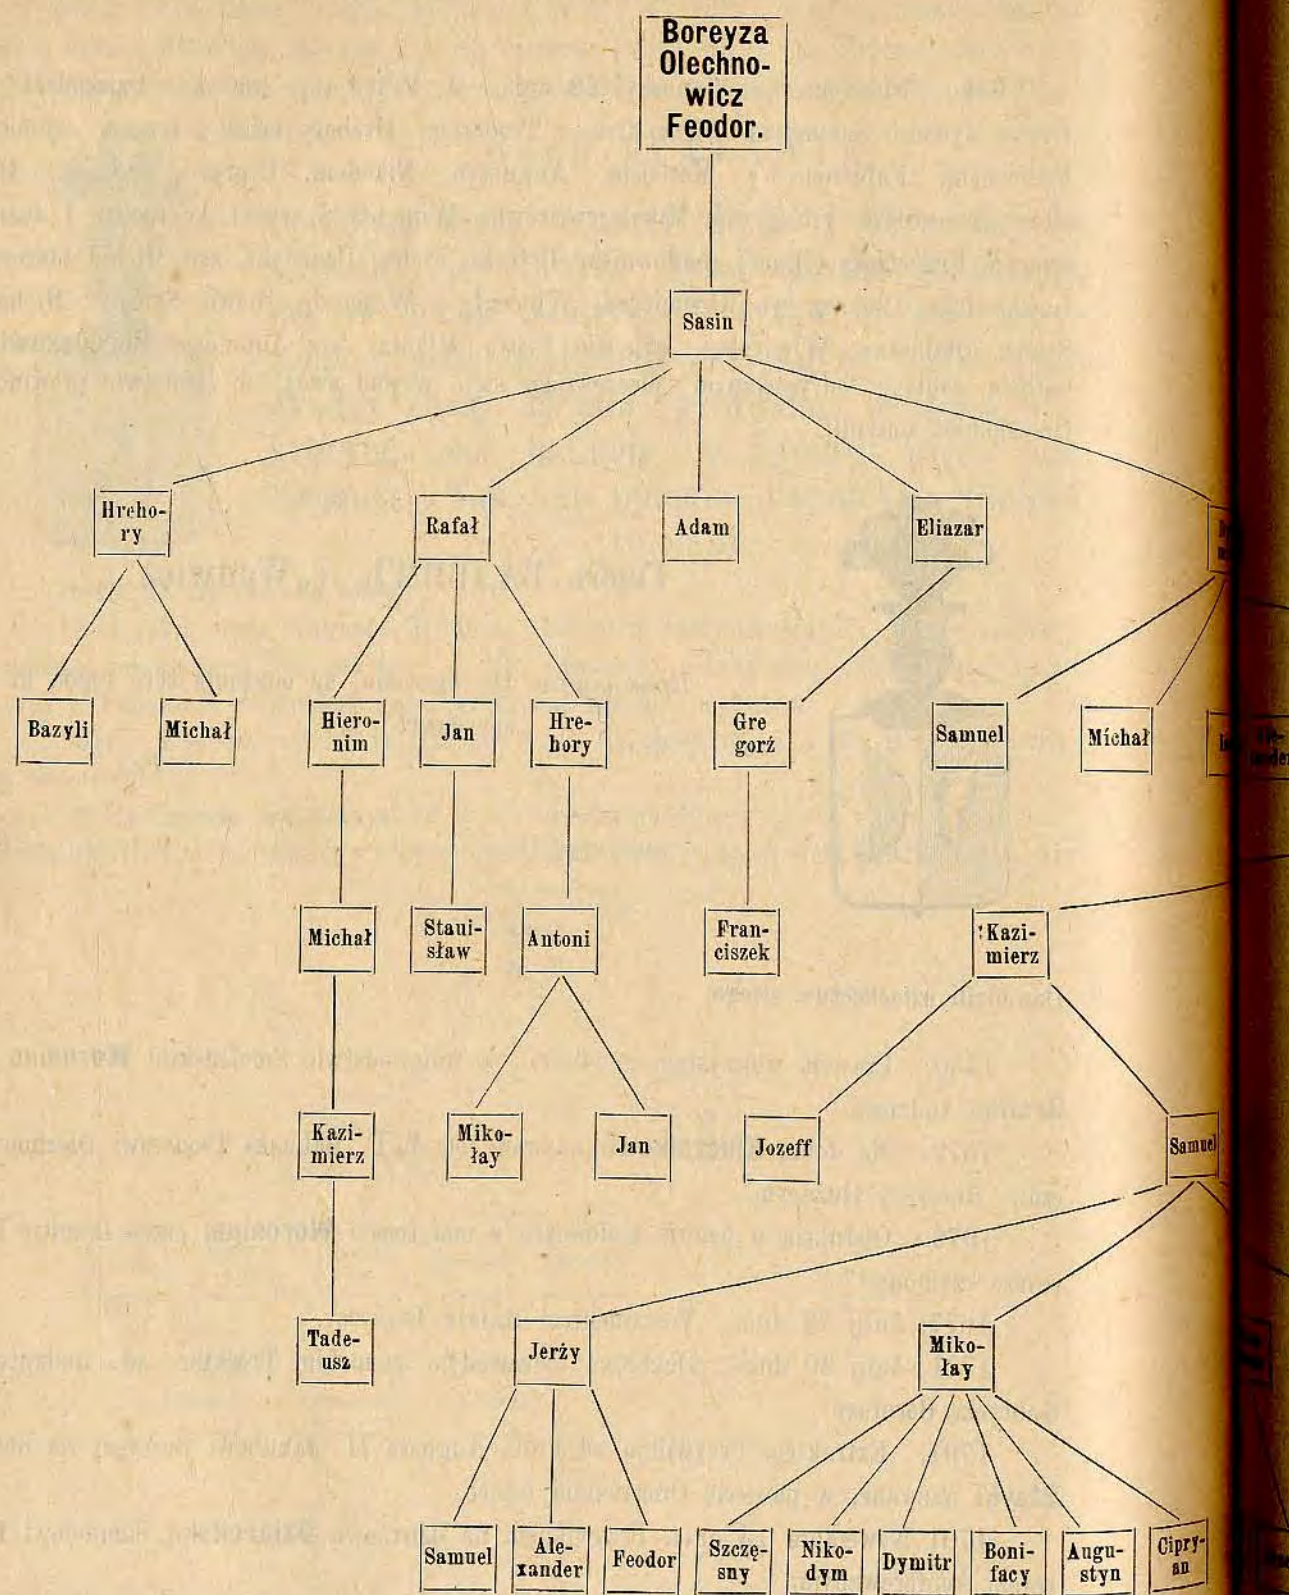 Boreyza
Olechno-
wicz
Feodor.
Sasin
Hreho-
ry
Rafał
Adam
Eliazar
Bazyli
Michał
Hiero-
nim
Jan
Hre-
hory
Gre
gorź
Samuel
Michał
Michał
Staui-
sław
Antoni
Fran-
ciszek
Kazi-
mierz
Kazi-
mierz
Miko-
łay
Jan
Jozeff
Samuel
Tade-
usz
Jerży
Miko-
łay
Samuel
Ale-
xander
Feodor
Szczę-
sny
Niko-
dym
Dymitr
Boni-
facy
Augu-
styn
Cipry-
an